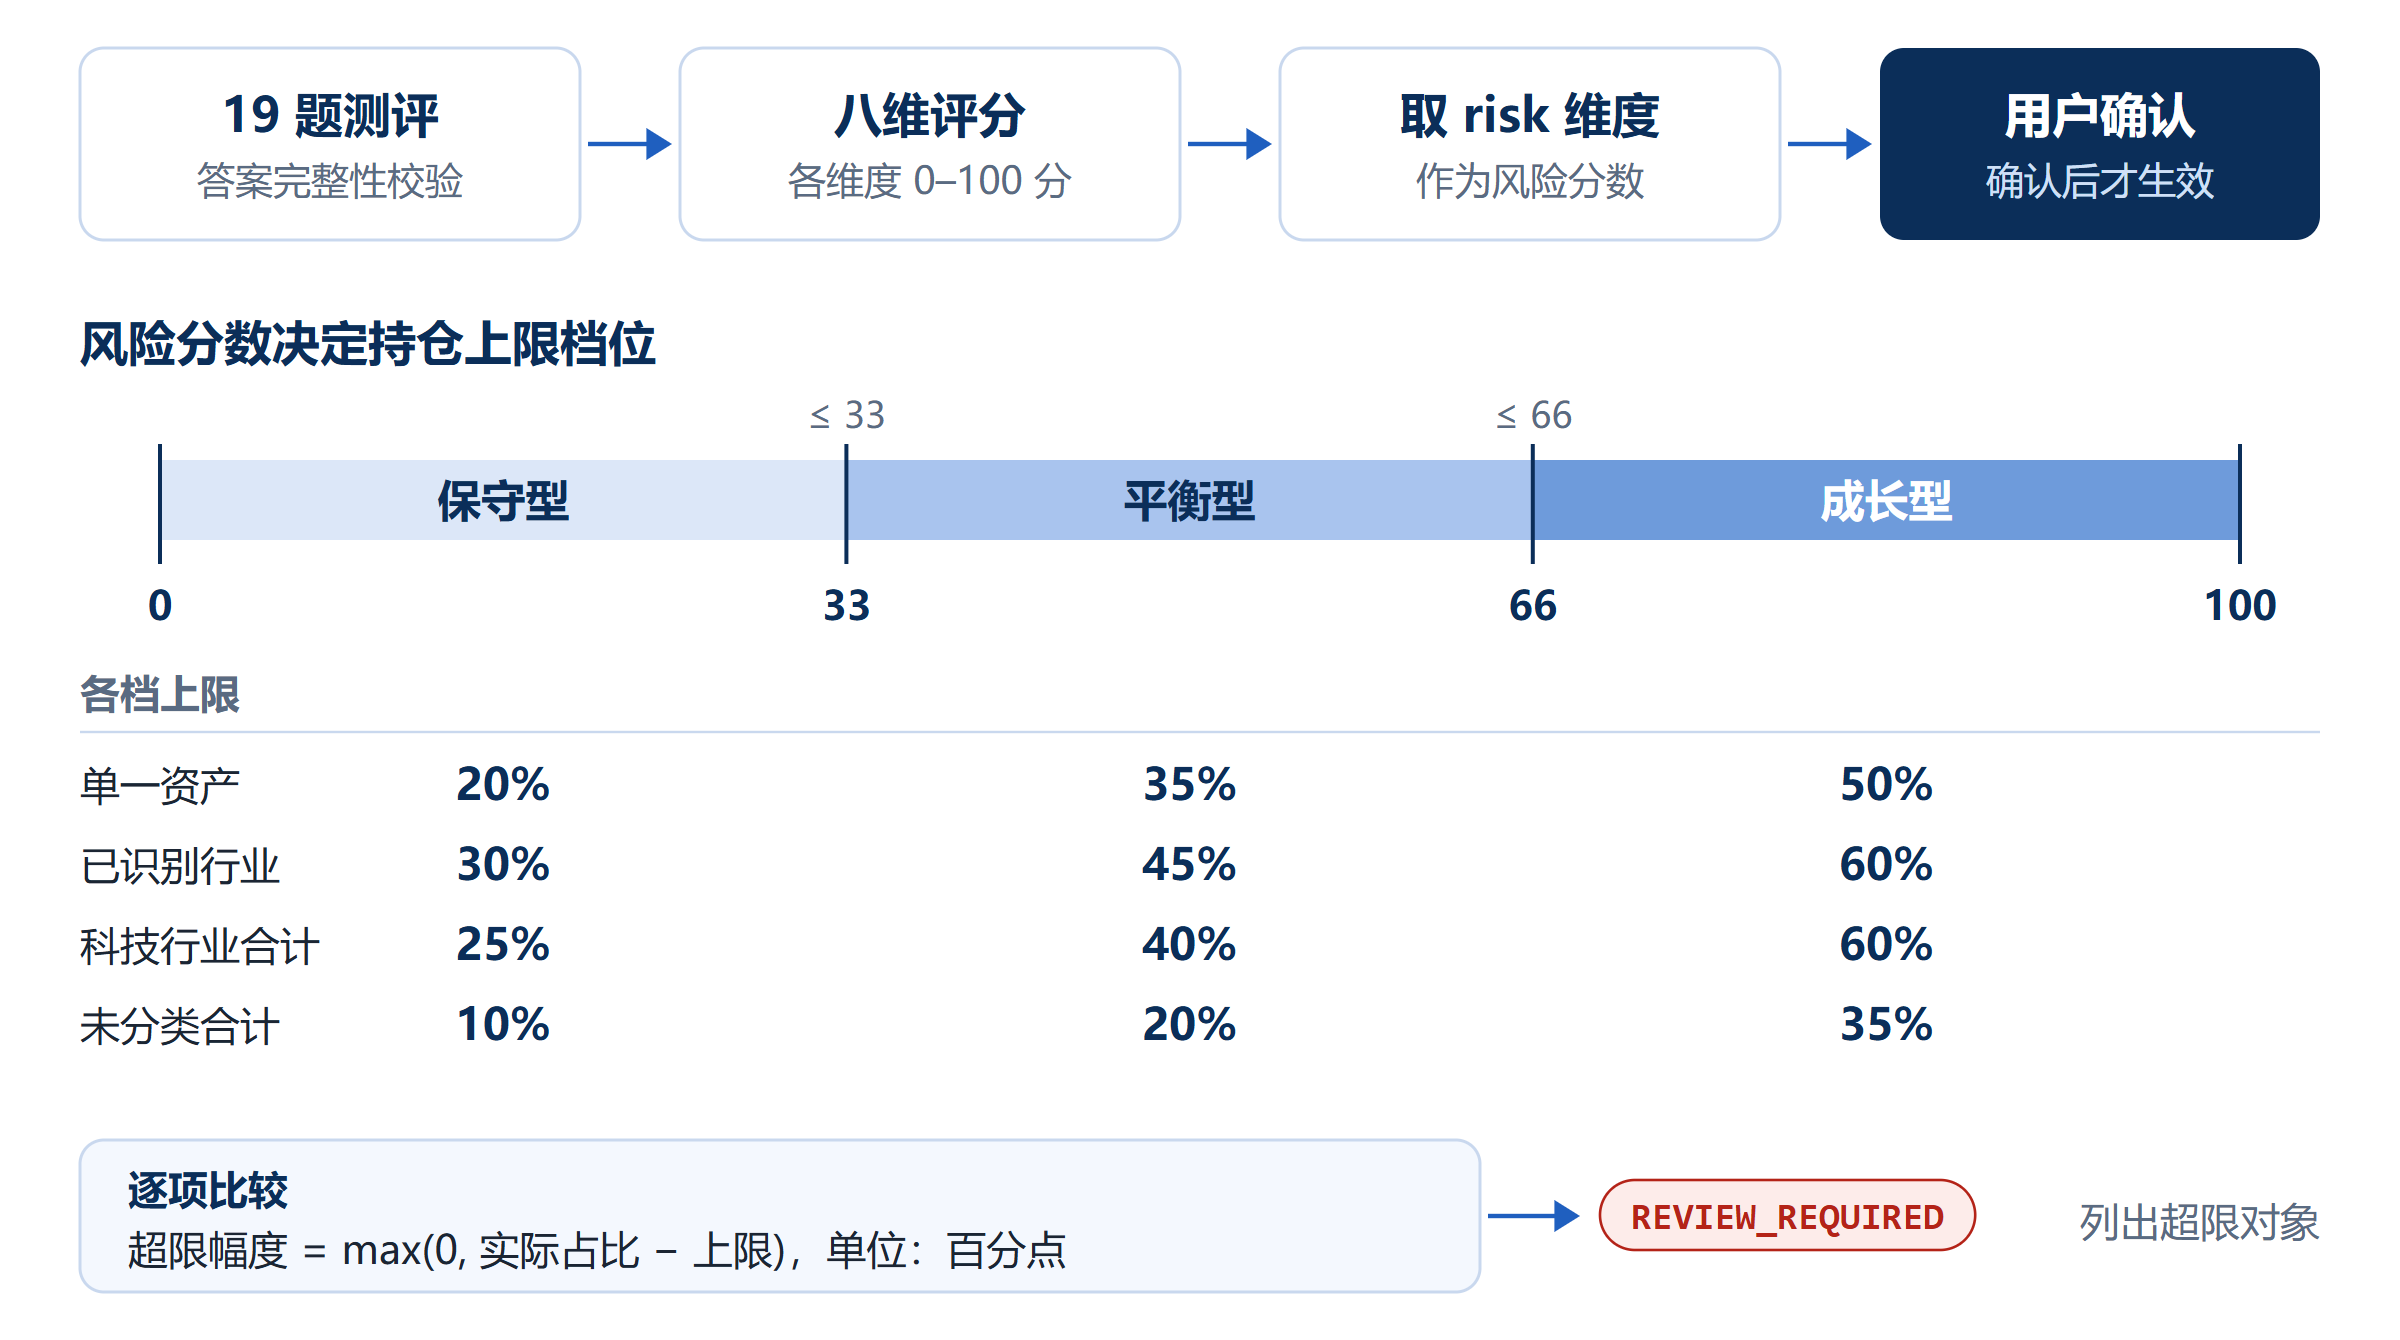 19 题测评
答案完整性校验
八维评分
各维度 0–100 分
取 risk 维度
作为风险分数
用户确认
确认后才生效
风险分数决定持仓上限档位
≤ 33
≤ 66
保守型
平衡型
成长型
0
33
66
100
各档上限
单一资产 20% 35% 50%
已识别行业 30% 45% 60%
科技行业合计 25% 40% 60%
未分类合计 10% 20% 35%
逐项比较
超限幅度 = max(0, 实际占比 − 上限)，单位：百分点
REVIEW_REQUIRED
列出超限对象